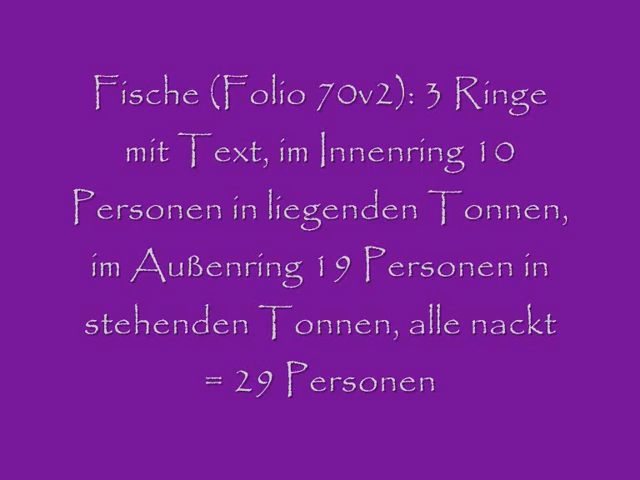 Fische (Folio 70v2): 3 Ringe
mit Text, im Innenring 10
Personen in liegenden Tonnen,
im Außenring 19 Personen in
stehenden Tonnen, alle nackt
= 29 Personen